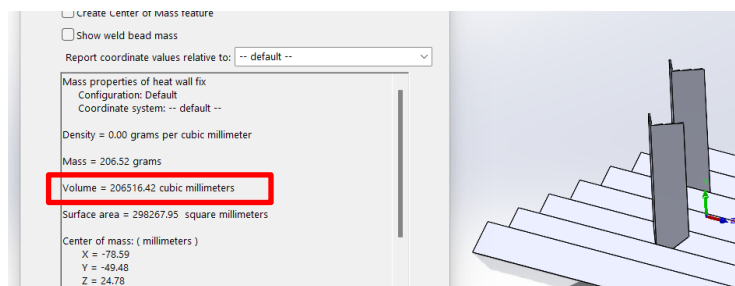 Create Center of Mass feature
Show weld bead mass
Report coordinate values relative to: -- default --
Mass properties of heat wall fix
Configuration: Default
Coordinate system: -- default --
Density = 0.00 grams per cubic millimeter
Mass = 206.52 grams
Volume = 206516.42 cubic millimeters
Surface area = 298267.95 square millimeters
Center of mass: ( millimeters )
X = -78.59
Y = -49.48
Z = 24.78